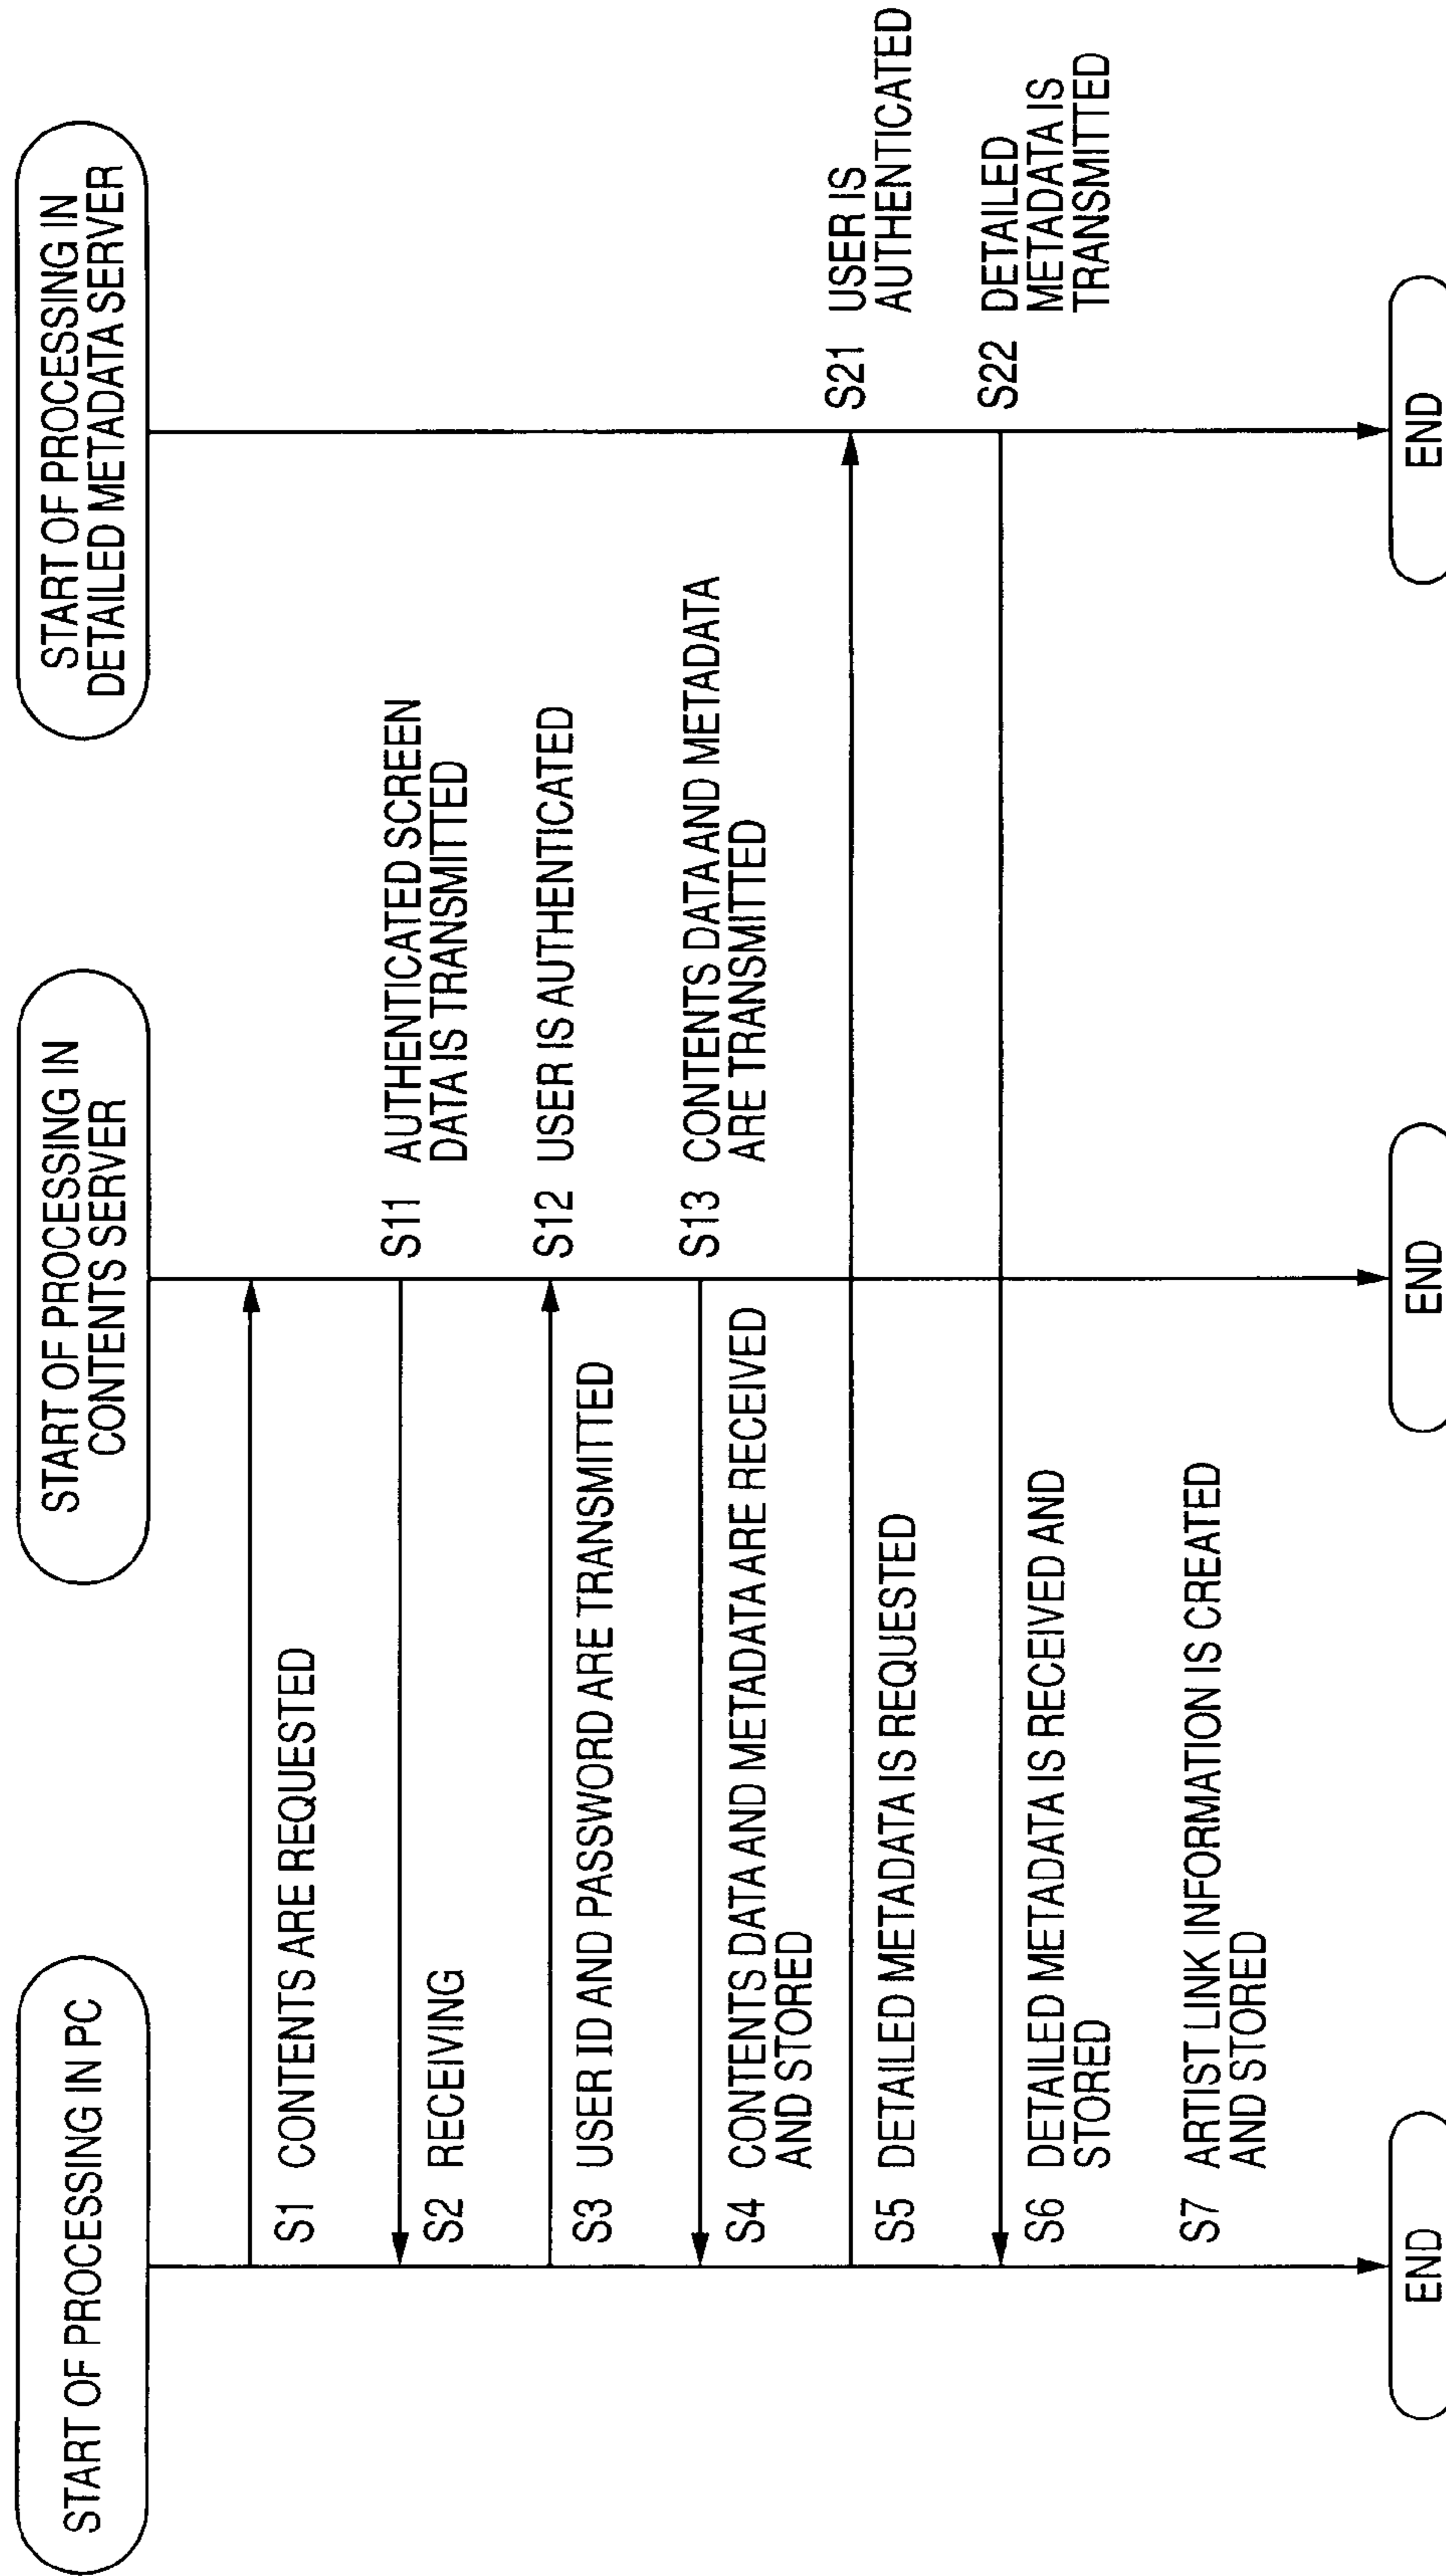 START OF PROCESSING IN PC
START OF PROCESSING IN
CONTENTS SERVER
START OF PROCESSING IN
DETAILED METADATA SERVER
S1 CONTENTS ARE REQUESTED
S11 AUTHENTICATED SCREEN
DATA IS TRANSMITTED
S2 RECEIVING
S12 USER IS AUTHENTICATED
S3 USER ID AND PASSWORD ARE TRANSMITTED
S13 CONTENTS DATA AND METADATA
ARE TRANSMITTED
S4 CONTENTS DATA AND METADATA ARE RECEIVED
AND STORED
S21 USER IS
AUTHENTICATED
S5 DETAILED METADATA IS REQUESTED
S22 DETAILED
METADATA IS
TRANSMITTED
S6 DETAILED METADATA IS RECEIVED AND
STORED
S7 ARTIST LINK INFORMATION IS CREATED
AND STORED
END
END
END